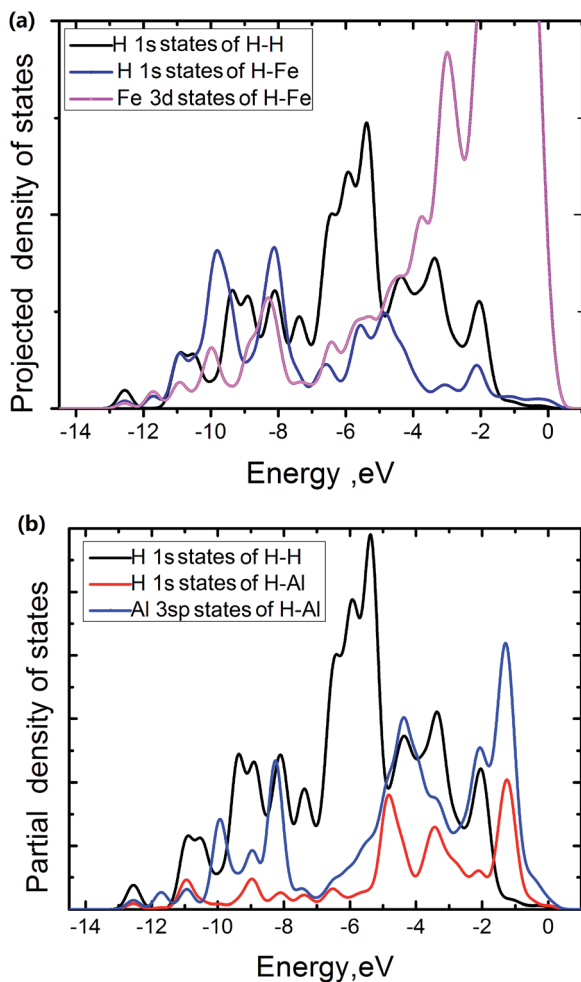 (a)
H 1s states of H-H
H 1s states of H-Fe
Fe 3d states of H-Fe
Projected density of states
-14 -12 -10 -8 -6 -4 -2 0
Energy ,eV
(b)
H 1s states of H-H
H 1s states of H-Al
Al 3sp states of H-Al
Partial density of states
-14 -12 -10 -8 -6 -4 -2 0
Energy,eV